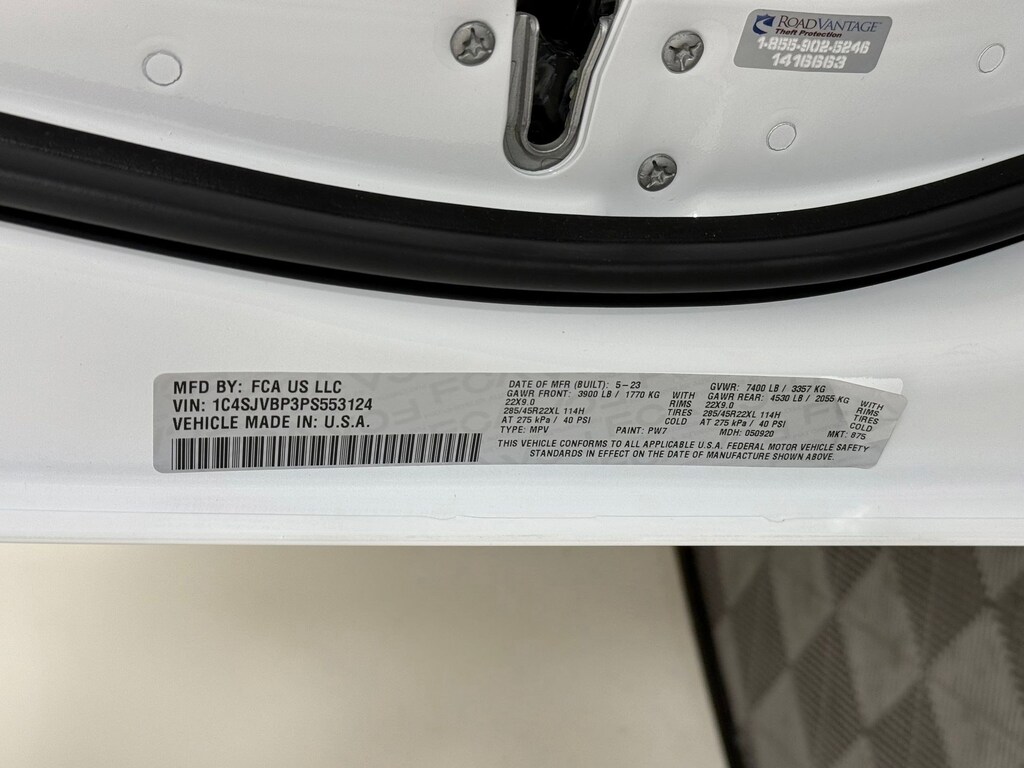 ROADVANTAGE
Theft Protection
1-855-902-5246
1416663
MFD BY: FCA US LLC
VIN: 1C4SJVBP3PS553124
VEHICLE MADE IN: U.S.A.
DATE OF MFR (BUILT): 5-23 GVWR: 7400 LB / 3357 KG
GAWR FRONT: 3900 LB / 1770 KG WITH GAWR REAR: 4530 LB / 2055 KG WITH
22X9.0 RIMS 22X9.0 RIMS
285/45R22XL 114H TIRES 285/45R22XL 114H TIRES
AT 275 kPa / 40 PSI COLD AT 275 kPa / 40 PSI COLD
TYPE: MPV PAINT: PW7 MDH: 050920 MKT: 875
THIS VEHICLE CONFORMS TO ALL APPLICABLE U.S.A. FEDERAL MOTOR VEHICLE SAFETY
STANDARDS IN EFFECT ON THE DATE OF MANUFACTURE SHOWN ABOVE.